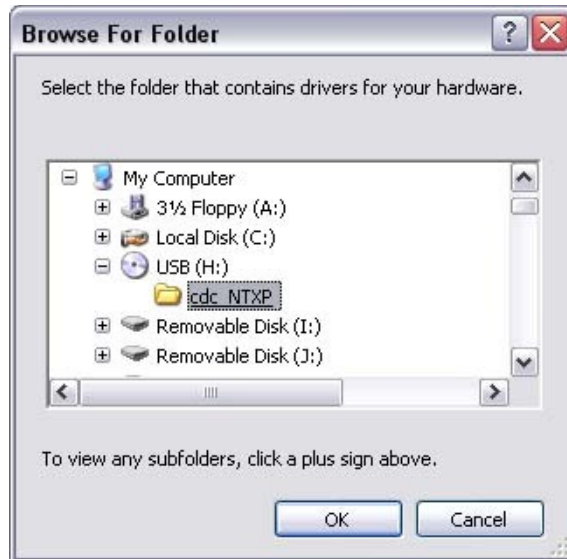 Browse For Folder
Select the folder that contains drivers for your hardware.
My Computer
3½ Floppy (A:)
Local Disk (C:)
USB (H:)
cdc_NTXP
Removable Disk (I:)
Removable Disk (J:)
To view any subfolders, click a plus sign above.
OK Cancel